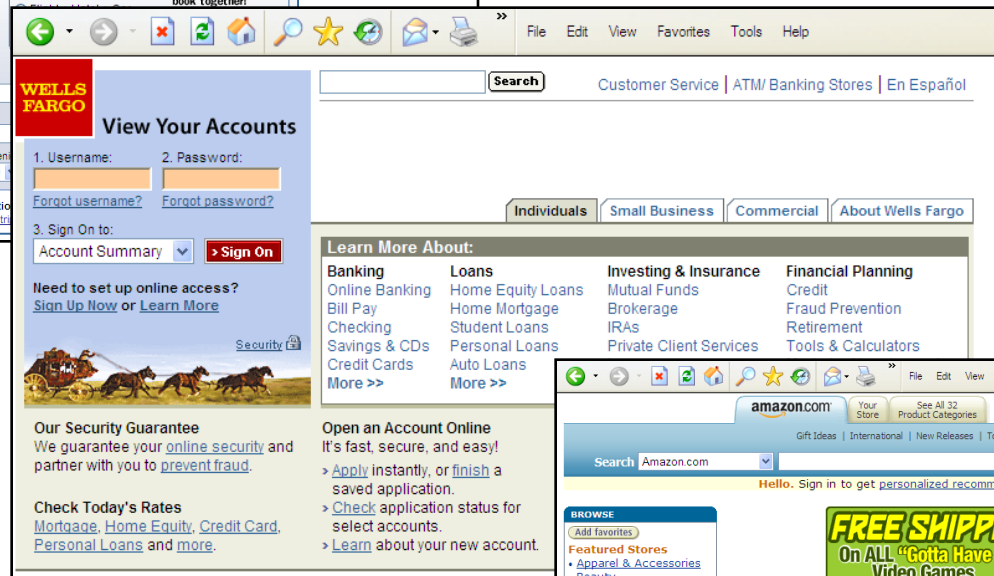 book together!
File Edit View Favorites Tools Help
WELLS
FARGO
Search
Customer Service | ATM/ Banking Stores | En Español
View Your Accounts
1. Username: 2. Password:
Forgot username? Forgot password?
3. Sign On to:
Account Summary > Sign On
Need to set up online access?
Sign Up Now or Learn More
Security
Individuals Small Business Commercial About Wells Fargo
Learn More About:
Banking
Online Banking
Bill Pay
Checking
Savings & CDs
Credit Cards
More >>
Loans
Home Equity Loans
Home Mortgage
Student Loans
Personal Loans
Auto Loans
More >>
Investing & Insurance
Mutual Funds
Brokerage
IRAs
Private Client Services
Financial Planning
Credit
Fraud Prevention
Retirement
Tools & Calculators
Our Security Guarantee
We guarantee your online security and
partner with you to prevent fraud.
Check Today's Rates
Mortgage, Home Equity, Credit Card,
Personal Loans and more.
Open an Account Online
It's fast, secure, and easy!
> Apply instantly, or finish a
saved application.
> Check application status for
select accounts.
> Learn about your new account.
File Edit View
amazon.com
Your
Store
See All 32
Product Categories
Gift Ideas | International | New Releases |
Search Amazon.com
Hello. Sign in to get personalized recomm
BROWSE
Add favorites
Featured Stores
• Apparel & Accessories
Beauty
FREE SHIPP
On ALL "Gotta Have
Video Games